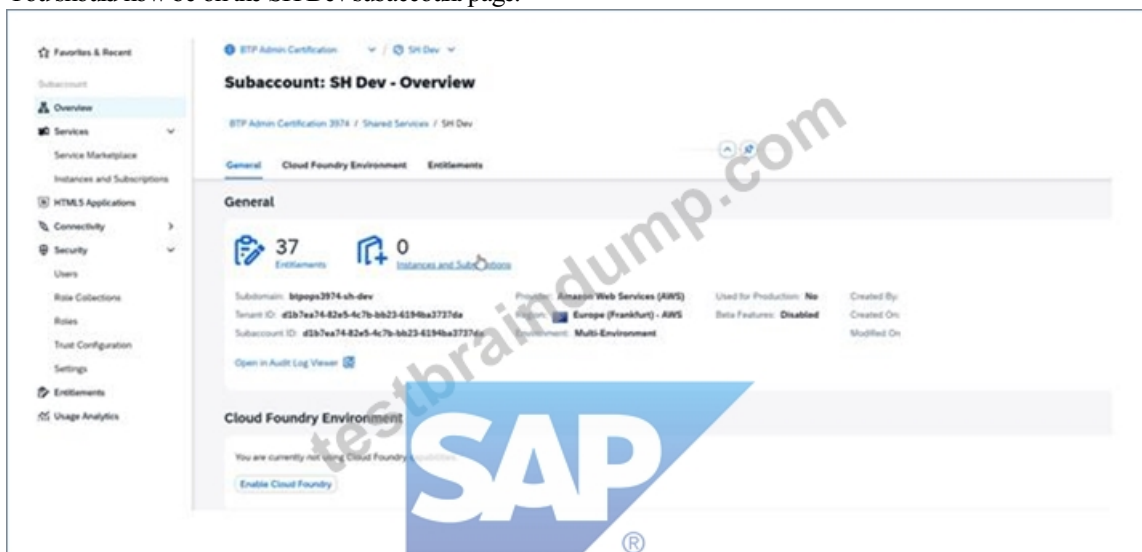 You should now be on the SH Dev subaccount page.
Favorites & Recent
Subaccount
Overview
Services
Service Marketplace
Instances and Subscriptions
HTML5 Applications
Connectivity
Security
Users
Role Collections
Roles
Trust Configuration
Settings
Entitlements
Usage Analytics
BTP Admin Certification / SH Dev
Subaccount: SH Dev - Overview
BTP Admin Certification 3974 / Shared Services / SH Dev
General Cloud Foundry Environment Entitlements
General
37 Entitlements
0 Instances and Subscriptions
Subdomain: btpops3974-sh-dev
Tenant ID: d1b7ea74-82e5-4c7b-bb23-6194ba3737da
Subaccount ID: d1b7ea74-82e5-4c7b-bb23-6194ba3737da
Provider: Amazon Web Services (AWS)
Region: Europe (Frankfurt) - AWS
Environment: Multi-Environment
Used for Production: No
Beta Features: Disabled
Created By:
Created On:
Modified On:
Open in Audit Log Viewer
Cloud Foundry Environment
You are currently not using Cloud Foundry capabilities.
Enable Cloud Foundry
testbraindump.com
SAP
®